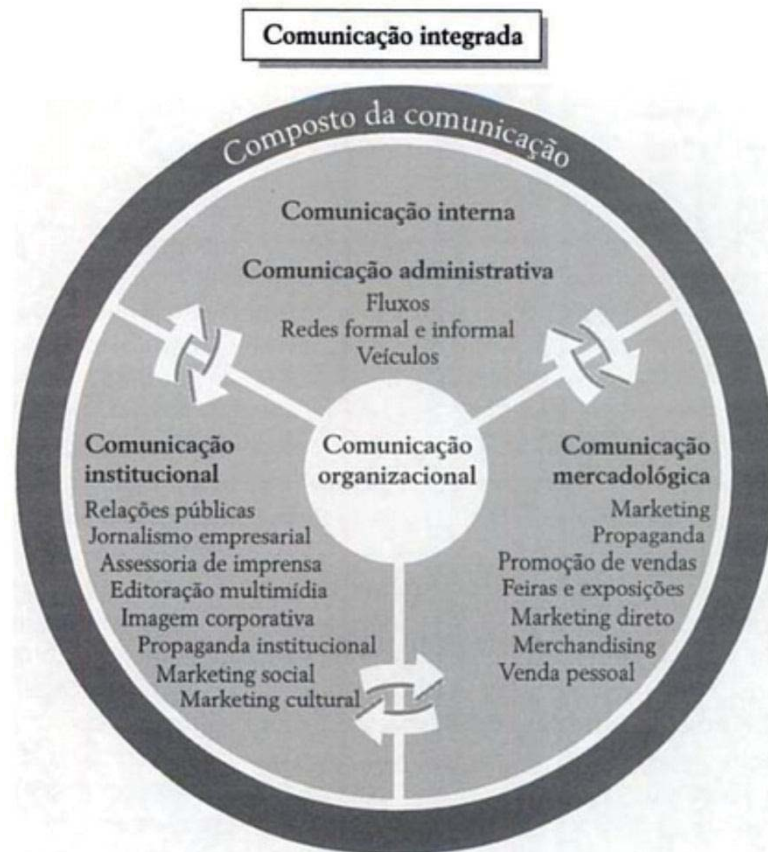 Comunicação integrada
Composto da comunicação
Comunicação interna
Comunicação administrativa
Fluxos
Redes formal e informal
Veículos
Comunicação
institucional
Relações públicas
Jornalismo empresarial
Assessoria de imprensa
Editoração multimídia
Imagem corporativa
Propaganda institucional
Marketing social
Marketing cultural
Comunicação
organizacional
Comunicação
mercadológica
Marketing
Propaganda
Promoção de vendas
Feiras e exposições
Marketing direto
Merchandising
Venda pessoal